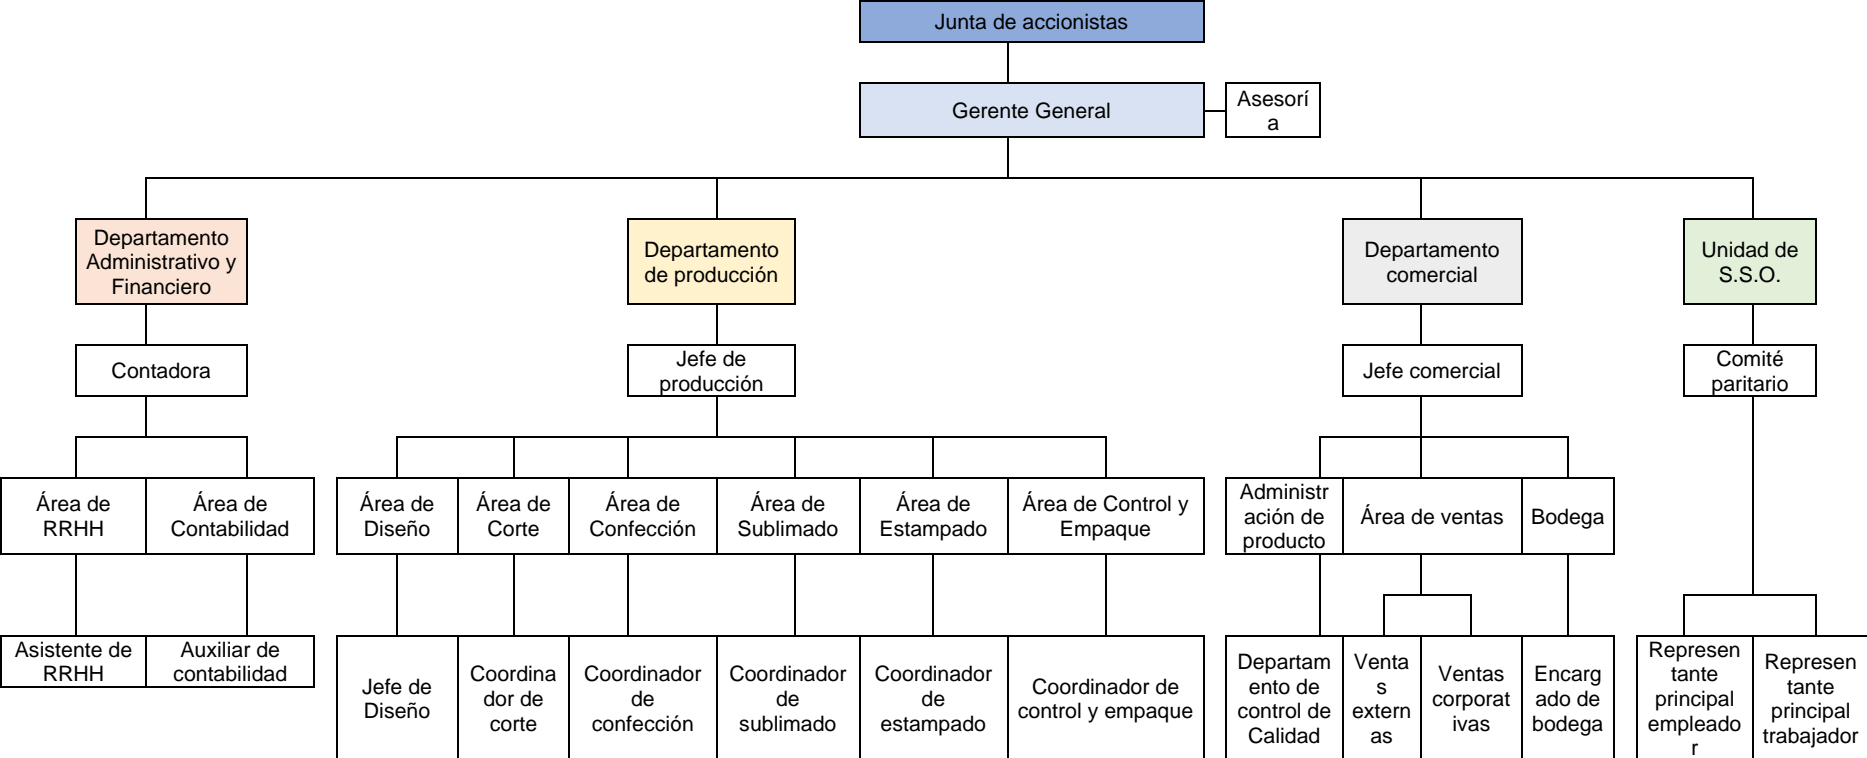 Junta de accionistas
Gerente General
Asesorí
a
Departamento
Administrativo y
Financiero
Departamento
de producción
Departamento
comercial
Unidad de
S.S.O.
Contadora
Jefe de
producción
Jefe comercial
Comité
paritario
Área de
RRHH
Área de
Contabilidad
Área de
Diseño
Área de
Corte
Área de
Confección
Área de
Sublimado
Área de
Estampado
Área de Control y
Empaque
Administr
ación de
producto
Área de ventas
Bodega
Asistente de
RRHH
Auxiliar de
contabilidad
Jefe de
Diseño
Coordina
dor de
corte
Coordinador
de
confección
Coordinador
de
sublimado
Coordinador
de
estampado
Coordinador de
control y empaque
Departam
ento de
control de
Calidad
Venta
s
extern
as
Ventas
corporat
ivas
Encarg
ado de
bodega
Represen
tante
principal
empleado
r
Represen
tante
principal
trabajador